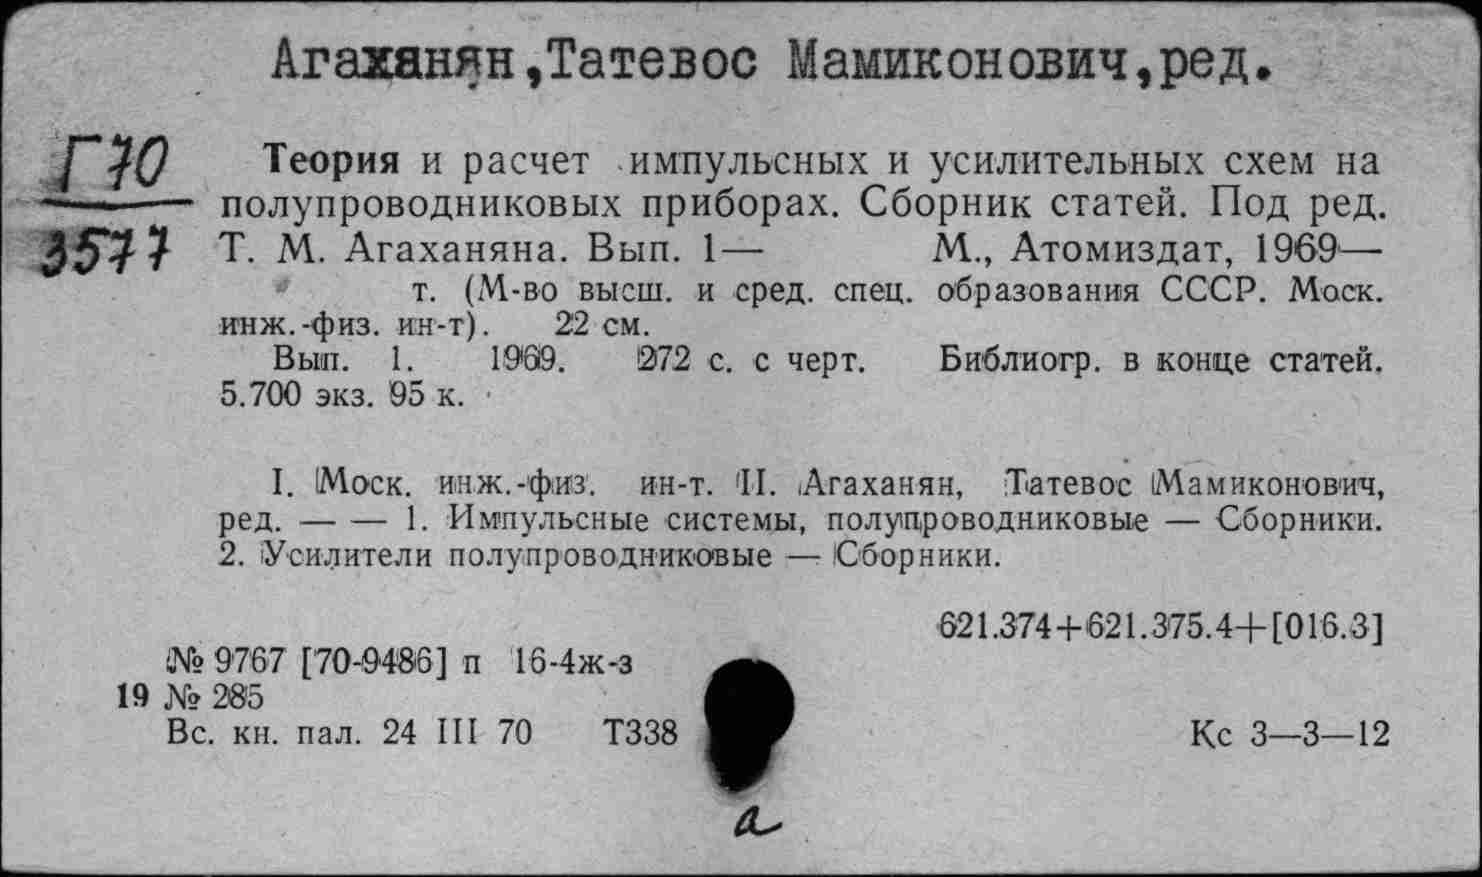 Агаханян,Татевос Мамиконович,ред.
Г70
3577
Теория и расчет импульсных и усилительных схем на
полупроводниковых приборах. Сборник статей. Под ред.
Т. М. Агаханяна. Вып. 1— М., Атомиздат, 1969—
т. (М-во высш. и сред. спец. образования СССР. Моск.
инж.-физ. ин-т). 22 см.
Вып. 1. 1969. 272 с. с черт. Библиогр. в конце статей.
5.700 экз. 95 к.
I. Моск. инж.-физ. ин-т. II. Агаханян, Татевос Мамиконович,
ред. — — 1. Импульсные системы, полупроводниковые — Сборники.
2. Усилители полупроводниковые — Сборники.
621.374+621.375.4+[016.3]
№ 9767 [70-9486] п 16-4ж-з
19 № 285
Вс. кн. пал. 24 III 70 Т338 Кс 3—3—12
а